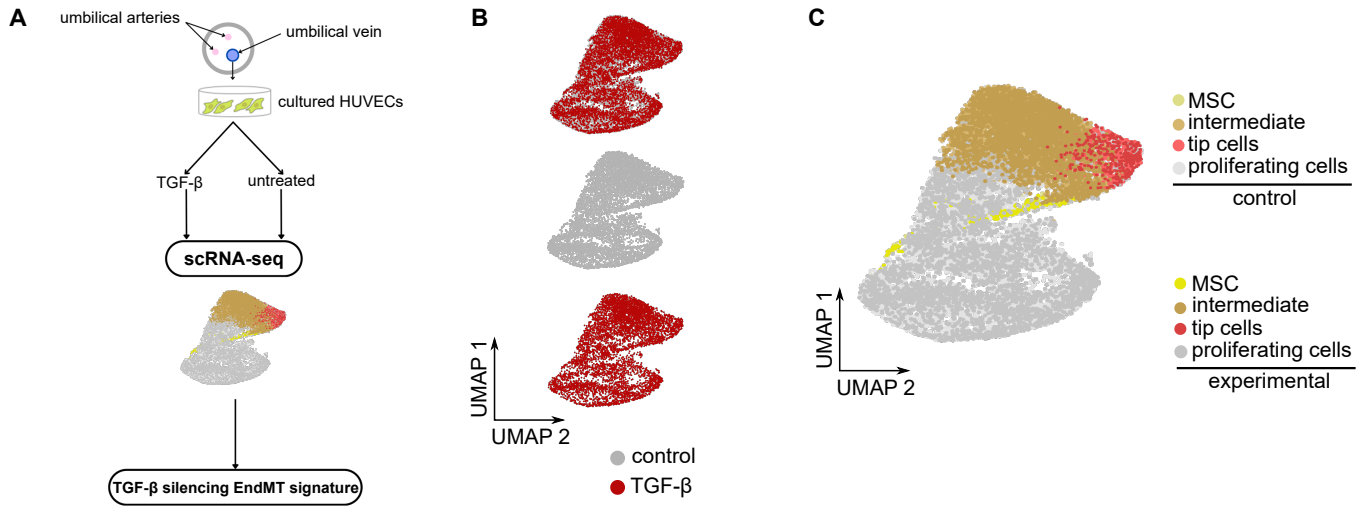 A
umbilical arteries
umbilical vein
cultured HUVECs
TGF-β
untreated
scRNA-seq
TGF-β silencing EndMT signature
B
UMAP 1
UMAP 2
control
TGF-β
C
UMAP 1
UMAP 2
MSC
intermediate
tip cells
proliferating cells
control
MSC
intermediate
tip cells
proliferating cells
experimental